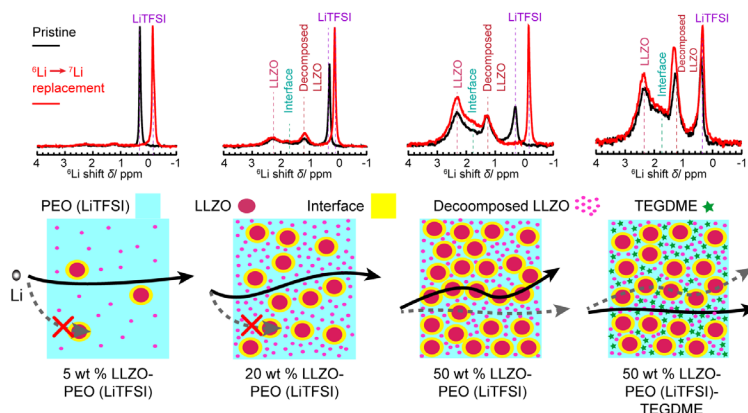 LiTFSI
LiTFSI
LiTFSI
LiTFSI
Pristine
⁶Li → ⁷Li
replacement
LLZO
Interface
Decomposed
LLZO
LLZO
Interface
Decomposed
LLZO
LLZO
Interface
Decomposed
LLZO
4 3 2 1 0 -1
4 3 2 1 0 -1
4 3 2 1 0 -1
4 3 2 1 0 -1
⁶Li shift δ/ ppm
⁶Li shift δ/ ppm
⁶Li shift δ/ ppm
⁶Li shift δ/ ppm
PEO (LiTFSI) LLZO Interface Decoomposed LLZO TEGDME
Li
5 wt % LLZO-
PEO (LiTFSI)
20 wt % LLZO-
PEO (LiTFSI)
50 wt % LLZO-
PEO (LiTFSI)
50 wt % LLZO-
PEO (LiTFSI)-
TEGDME